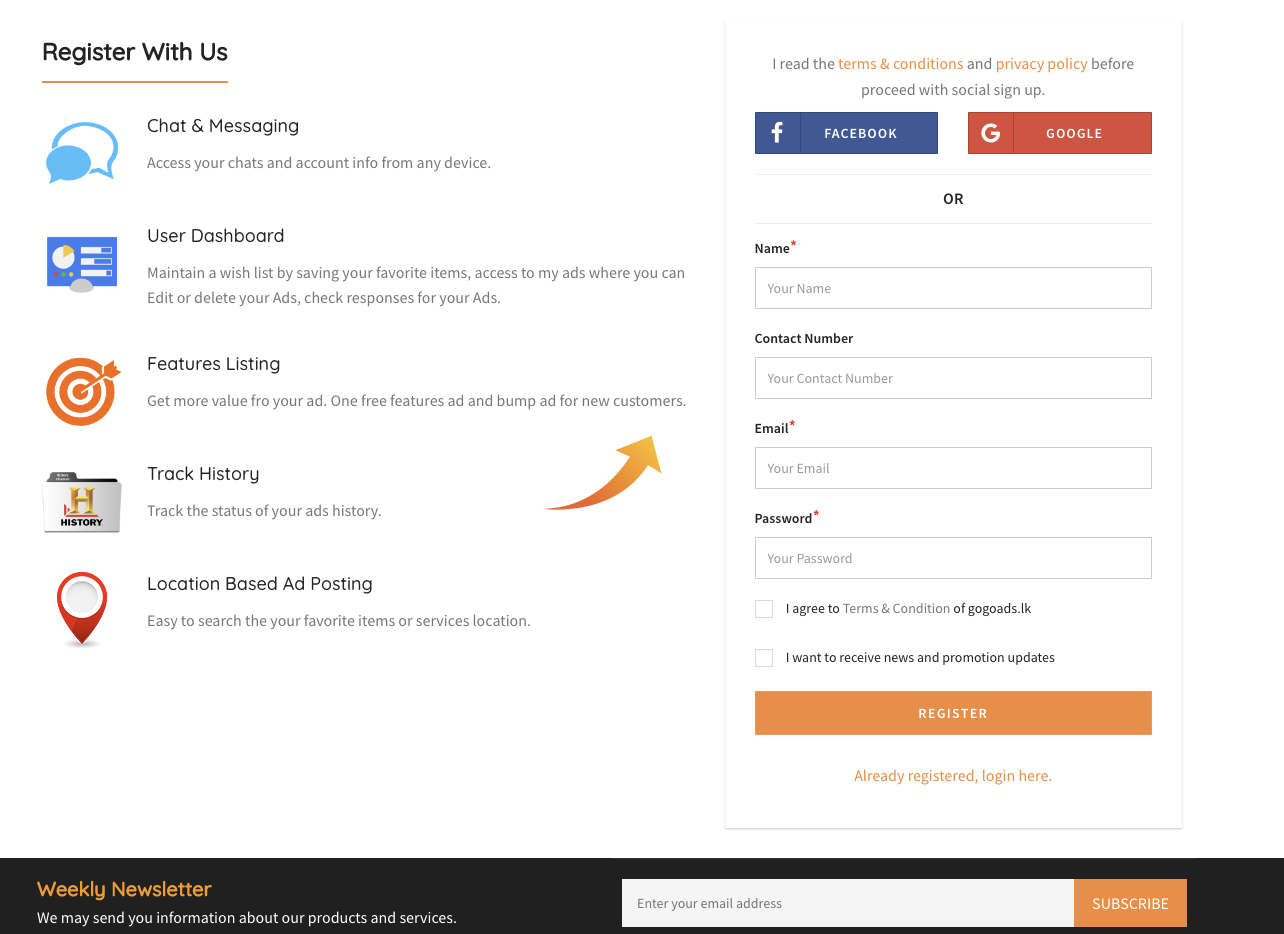 Register With Us
Chat & Messaging
Access your chats and account info from any device.
User Dashboard
Maintain a wish list by saving your favorite items, access to my ads where you can
Edit or delete your Ads, check responses for your Ads.
Features Listing
Get more value fro your ad. One free features ad and bump ad for new customers.
H
HISTORY
Track History
Track the status of your ads history.
Location Based Ad Posting
Easy to search the your favorite items or services location.
I read the terms & conditions and privacy policy before
proceed with social sign up.
FACEBOOK
GOOGLE
OR
Name*
Your Name
Contact Number
Your Contact Number
Email*
Your Email
Password*
Your Password
I agree to Terms & Condition of gogoads.lk
I want to receive news and promotion updates
REGISTER
Already registered, login here.
Weekly Newsletter
We may send you information about our products and services.
Enter your email address
SUBSCRIBE